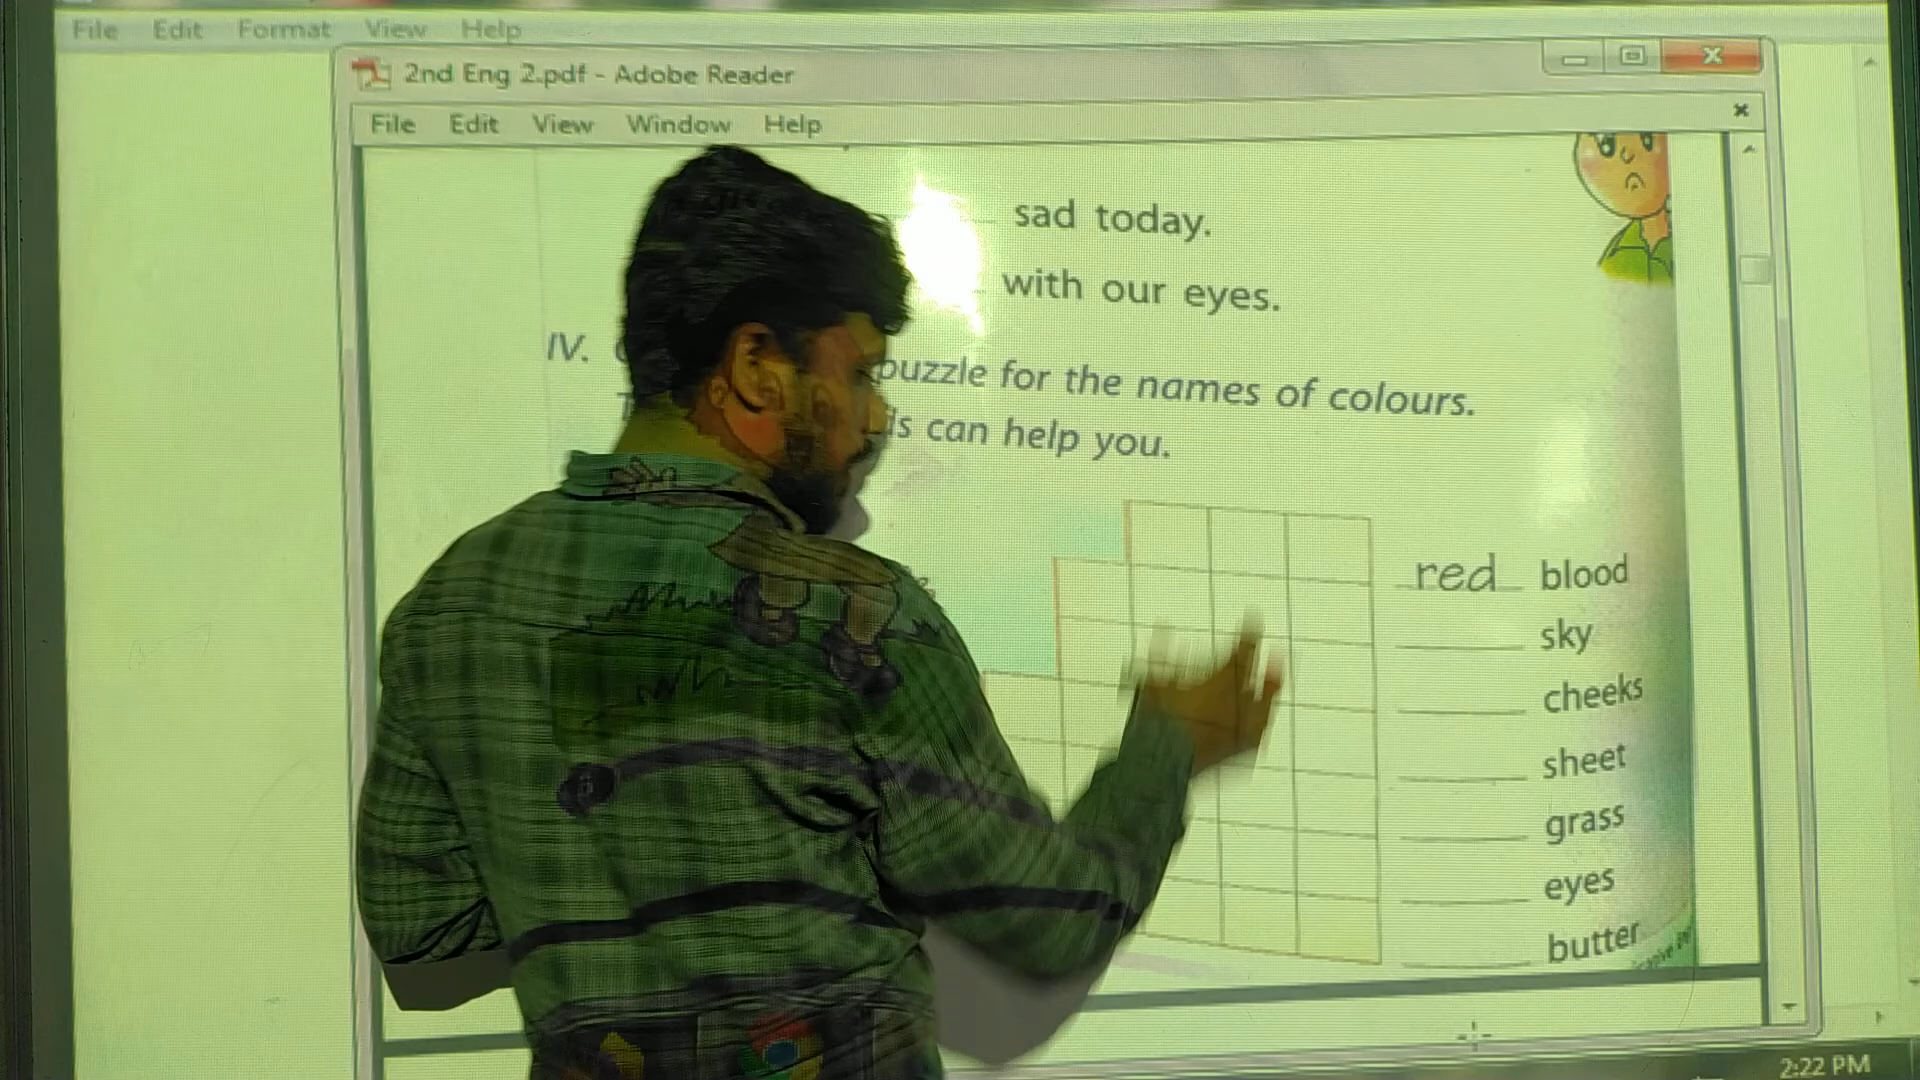 File Edit Format View Help
2nd Eng 2.pdf - Adobe Reader
File Edit View Window Help
sad today.
with our eyes.
IV. puzzle for the names of colours.
can help you.
red blood
sky
cheeks
sheet
grass
eyes
butter
2:22 PM